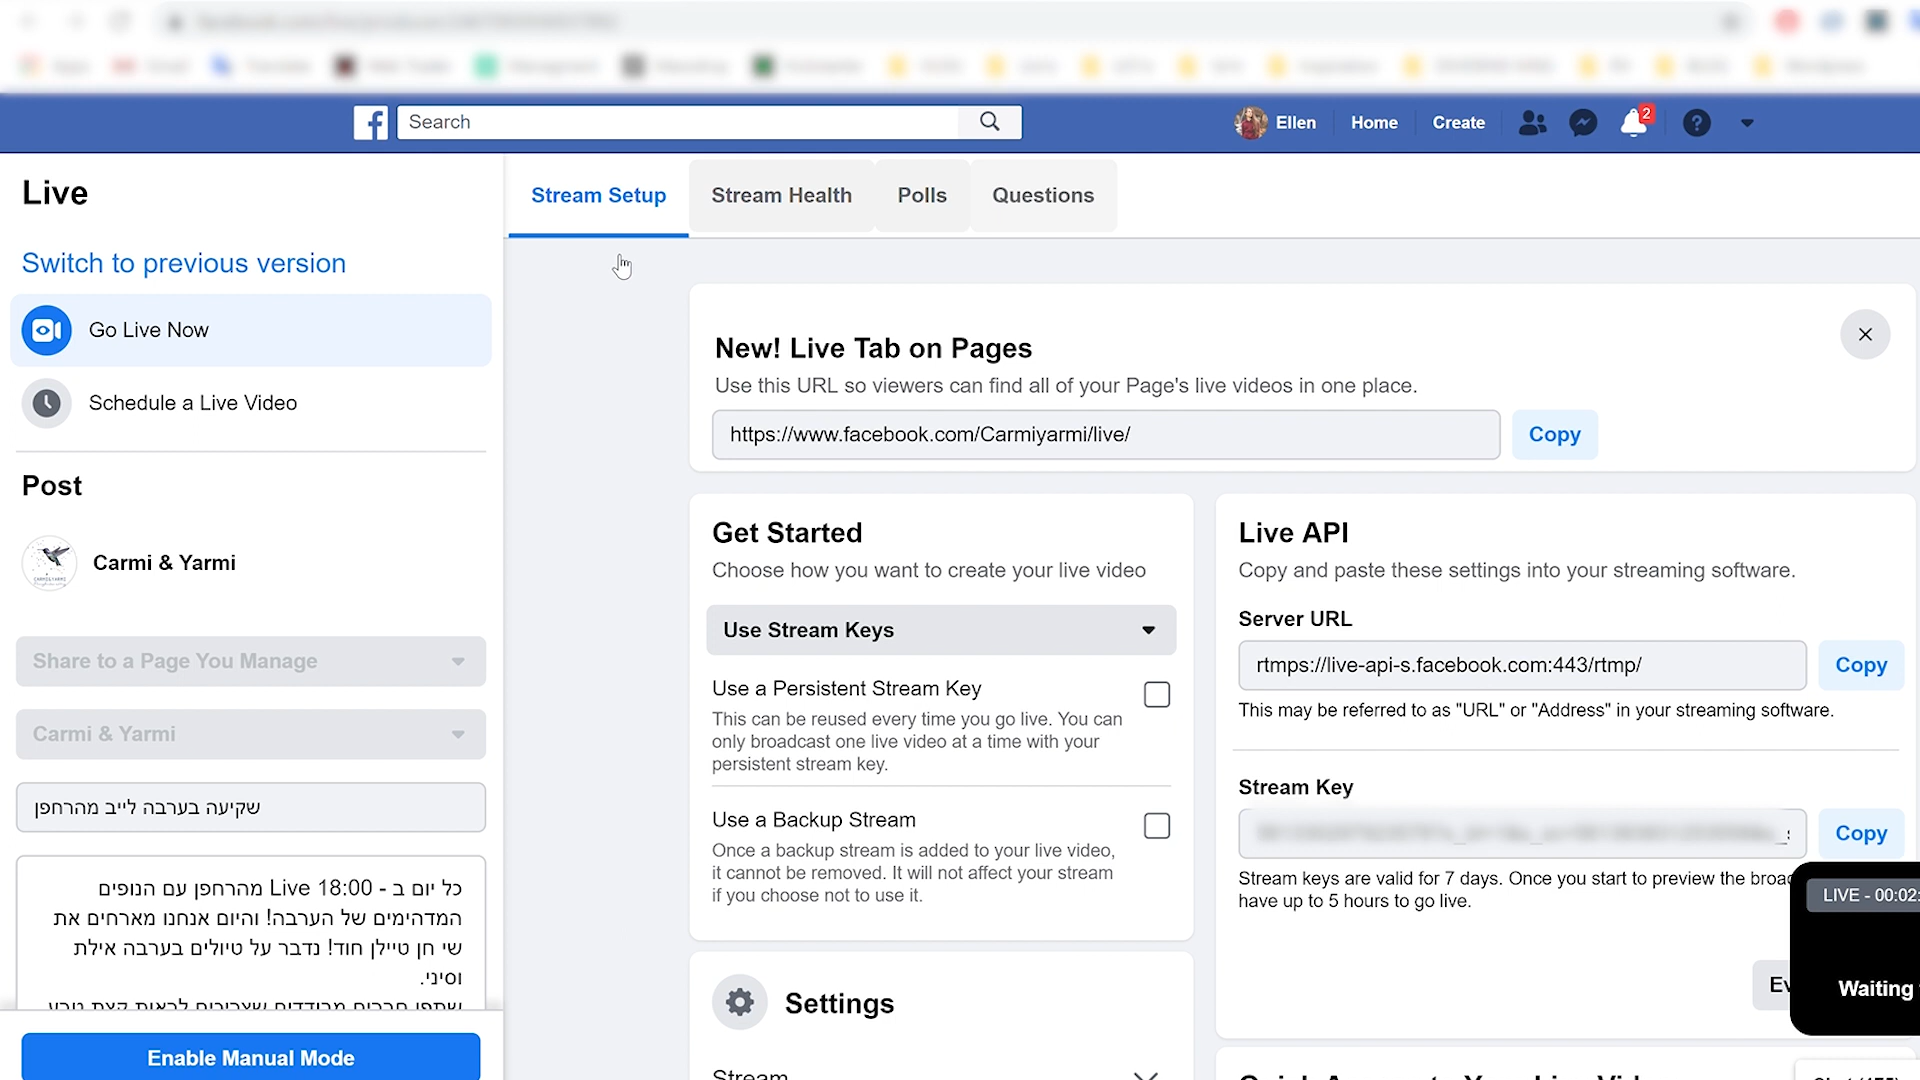 Search
Ellen
Home
Create
2
Live
Switch to previous version
Go Live Now
Schedule a Live Video
Post
Carmi & Yarmi
Share to a Page You Manage
Carmi & Yarmi
שקיעה בערבה לייב מהרחפן
כל יום ב - 18:00 Live מהרחפן עם הנופים
המדהימים של הערבה! והיום אנחנו מארחים את
שי חן טיילן חוד! נדבר על טיולים בערבה אילת
וסיני.
שתפו חברים מבודדים שצריכים לראות קצת טבע
Enable Manual Mode
Stream Setup
Stream Health
Polls
Questions
New! Live Tab on Pages
Use this URL so viewers can find all of your Page's live videos in one place.
https://www.facebook.com/Carmiyarmi/live/
Copy
Get Started
Choose how you want to create your live video
Use Stream Keys
Use a Persistent Stream Key
This can be reused every time you go live. You can
only broadcast one live video at a time with your
persistent stream key.
Use a Backup Stream
Once a backup stream is added to your live video,
it cannot be removed. It will not affect your stream
if you choose not to use it.
Settings
Stream
Live API
Copy and paste these settings into your streaming software.
Server URL
rtmps://live-api-s.facebook.com:443/rtmp/
Copy
This may be referred to as "URL" or "Address" in your streaming software.
Stream Key
Copy
Stream keys are valid for 7 days. Once you start to preview the
have up to 5 hours to go live.
LIVE - 00:02:
Waiting